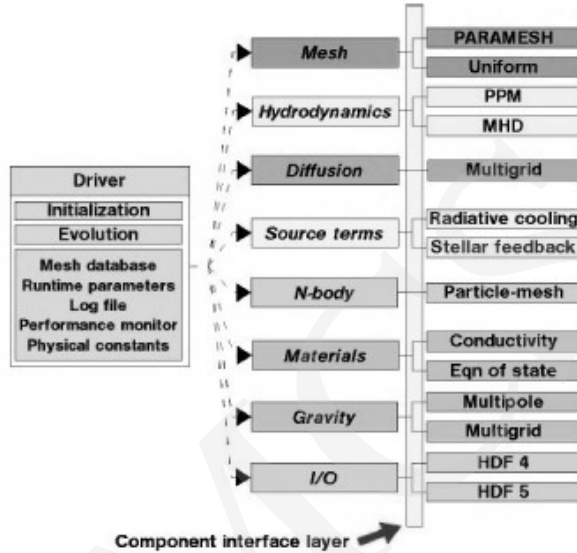 Driver
Initialization
Evolution
Mesh database
Runtime parameters
Log file
Performance monitor
Physical constants
Mesh
Hydrodynamics
Diffusion
Source terms
N-body
Materials
Gravity
I/O
PARAMESH
Uniform
PPM
MHD
Multigrid
Radiative cooling
Stellar feedback
Particle-mesh
Conductivity
Eqn of state
Multipole
Multigrid
HDF 4
HDF 5
Component interface layer